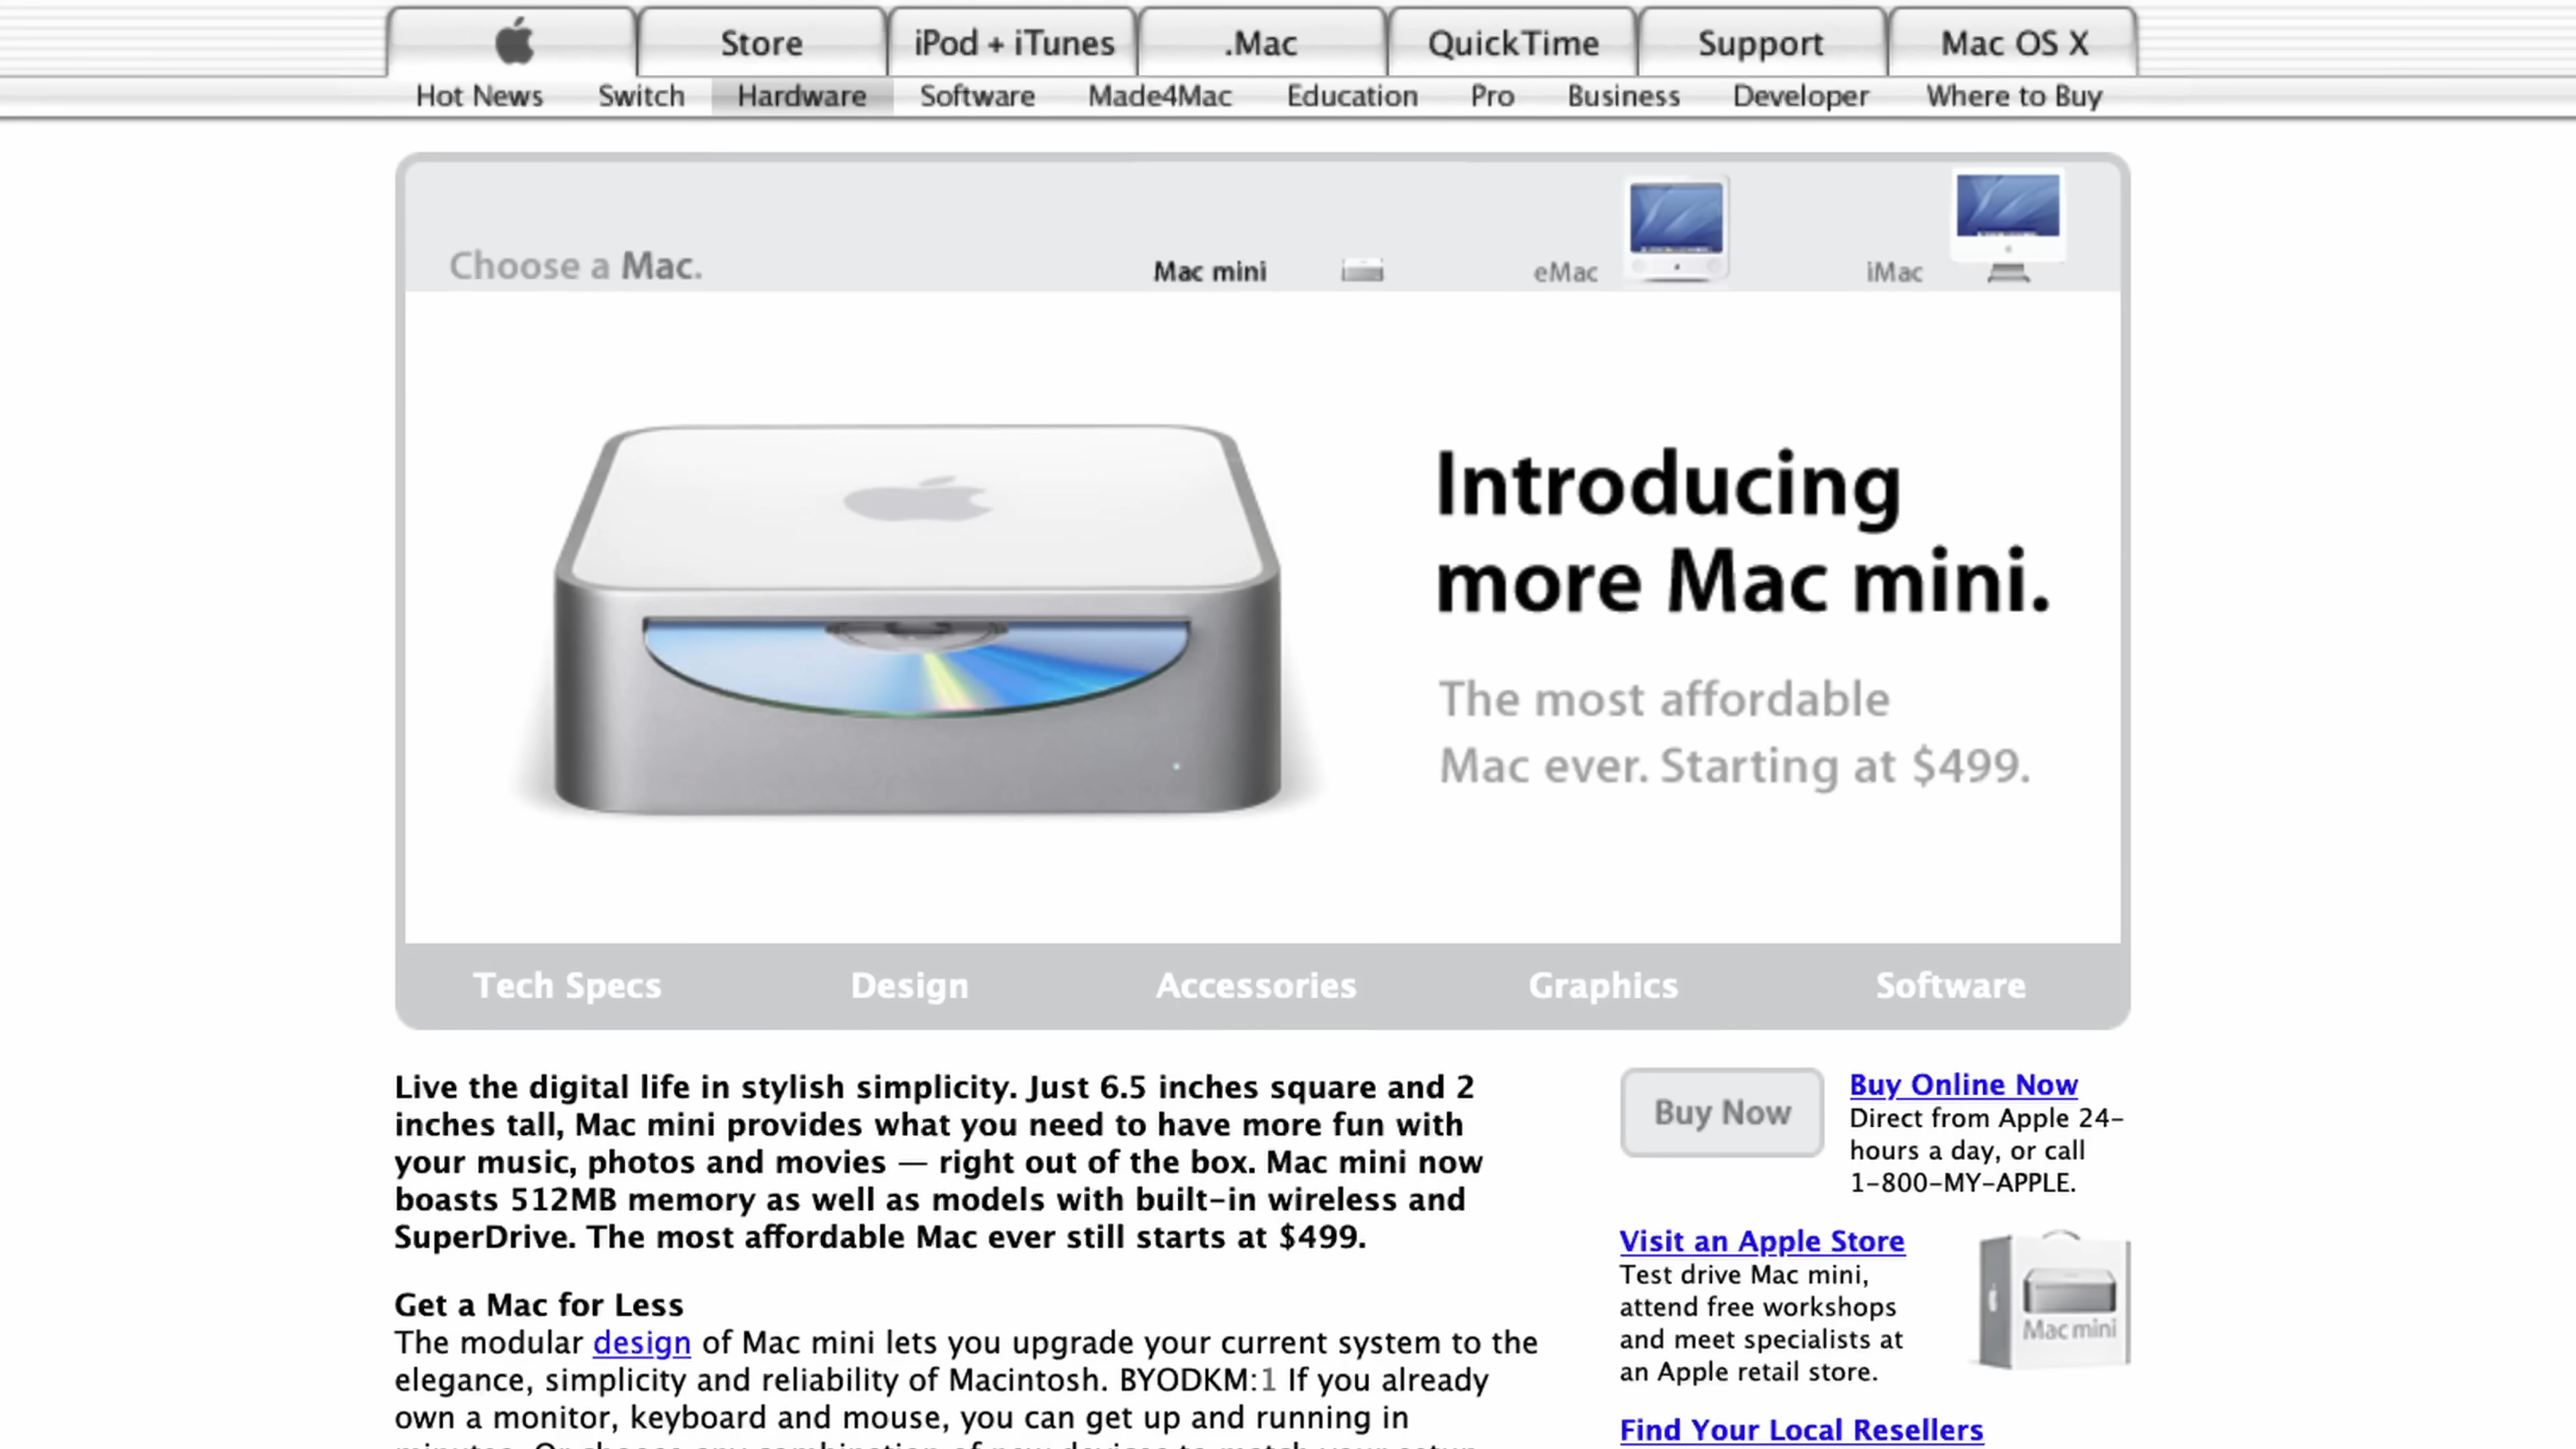 Store
iPod + iTunes
.Mac
QuickTime
Support
Mac OS X
Hot News
Switch
Hardware
Software
Made4Mac
Education
Pro
Business
Developer
Where to Buy
Choose a Mac.
Mac mini
eMac
iMac
Introducing
more Mac mini.
The most affordable
Mac ever. Starting at $499.
Tech Specs
Design
Accessories
Graphics
Software
Live the digital life in stylish simplicity. Just 6.5 inches square and 2
inches tall, Mac mini provides what you need to have more fun with
your music, photos and movies — right out of the box. Mac mini now
boasts 512MB memory as well as models with built-in wireless and
SuperDrive. The most affordable Mac ever still starts at $499.
Get a Mac for Less
The modular design of Mac mini lets you upgrade your current system to the
elegance, simplicity and reliability of Macintosh. BYODKM:1 If you already
own a monitor, keyboard and mouse, you can get up and running in
Buy Now
Buy Online Now
Direct from Apple 24-
hours a day, or call
1-800-MY-APPLE.
Visit an Apple Store
Test drive Mac mini,
attend free workshops
and meet specialists at
an Apple retail store.
Mac mini
Find Your Local Resellers